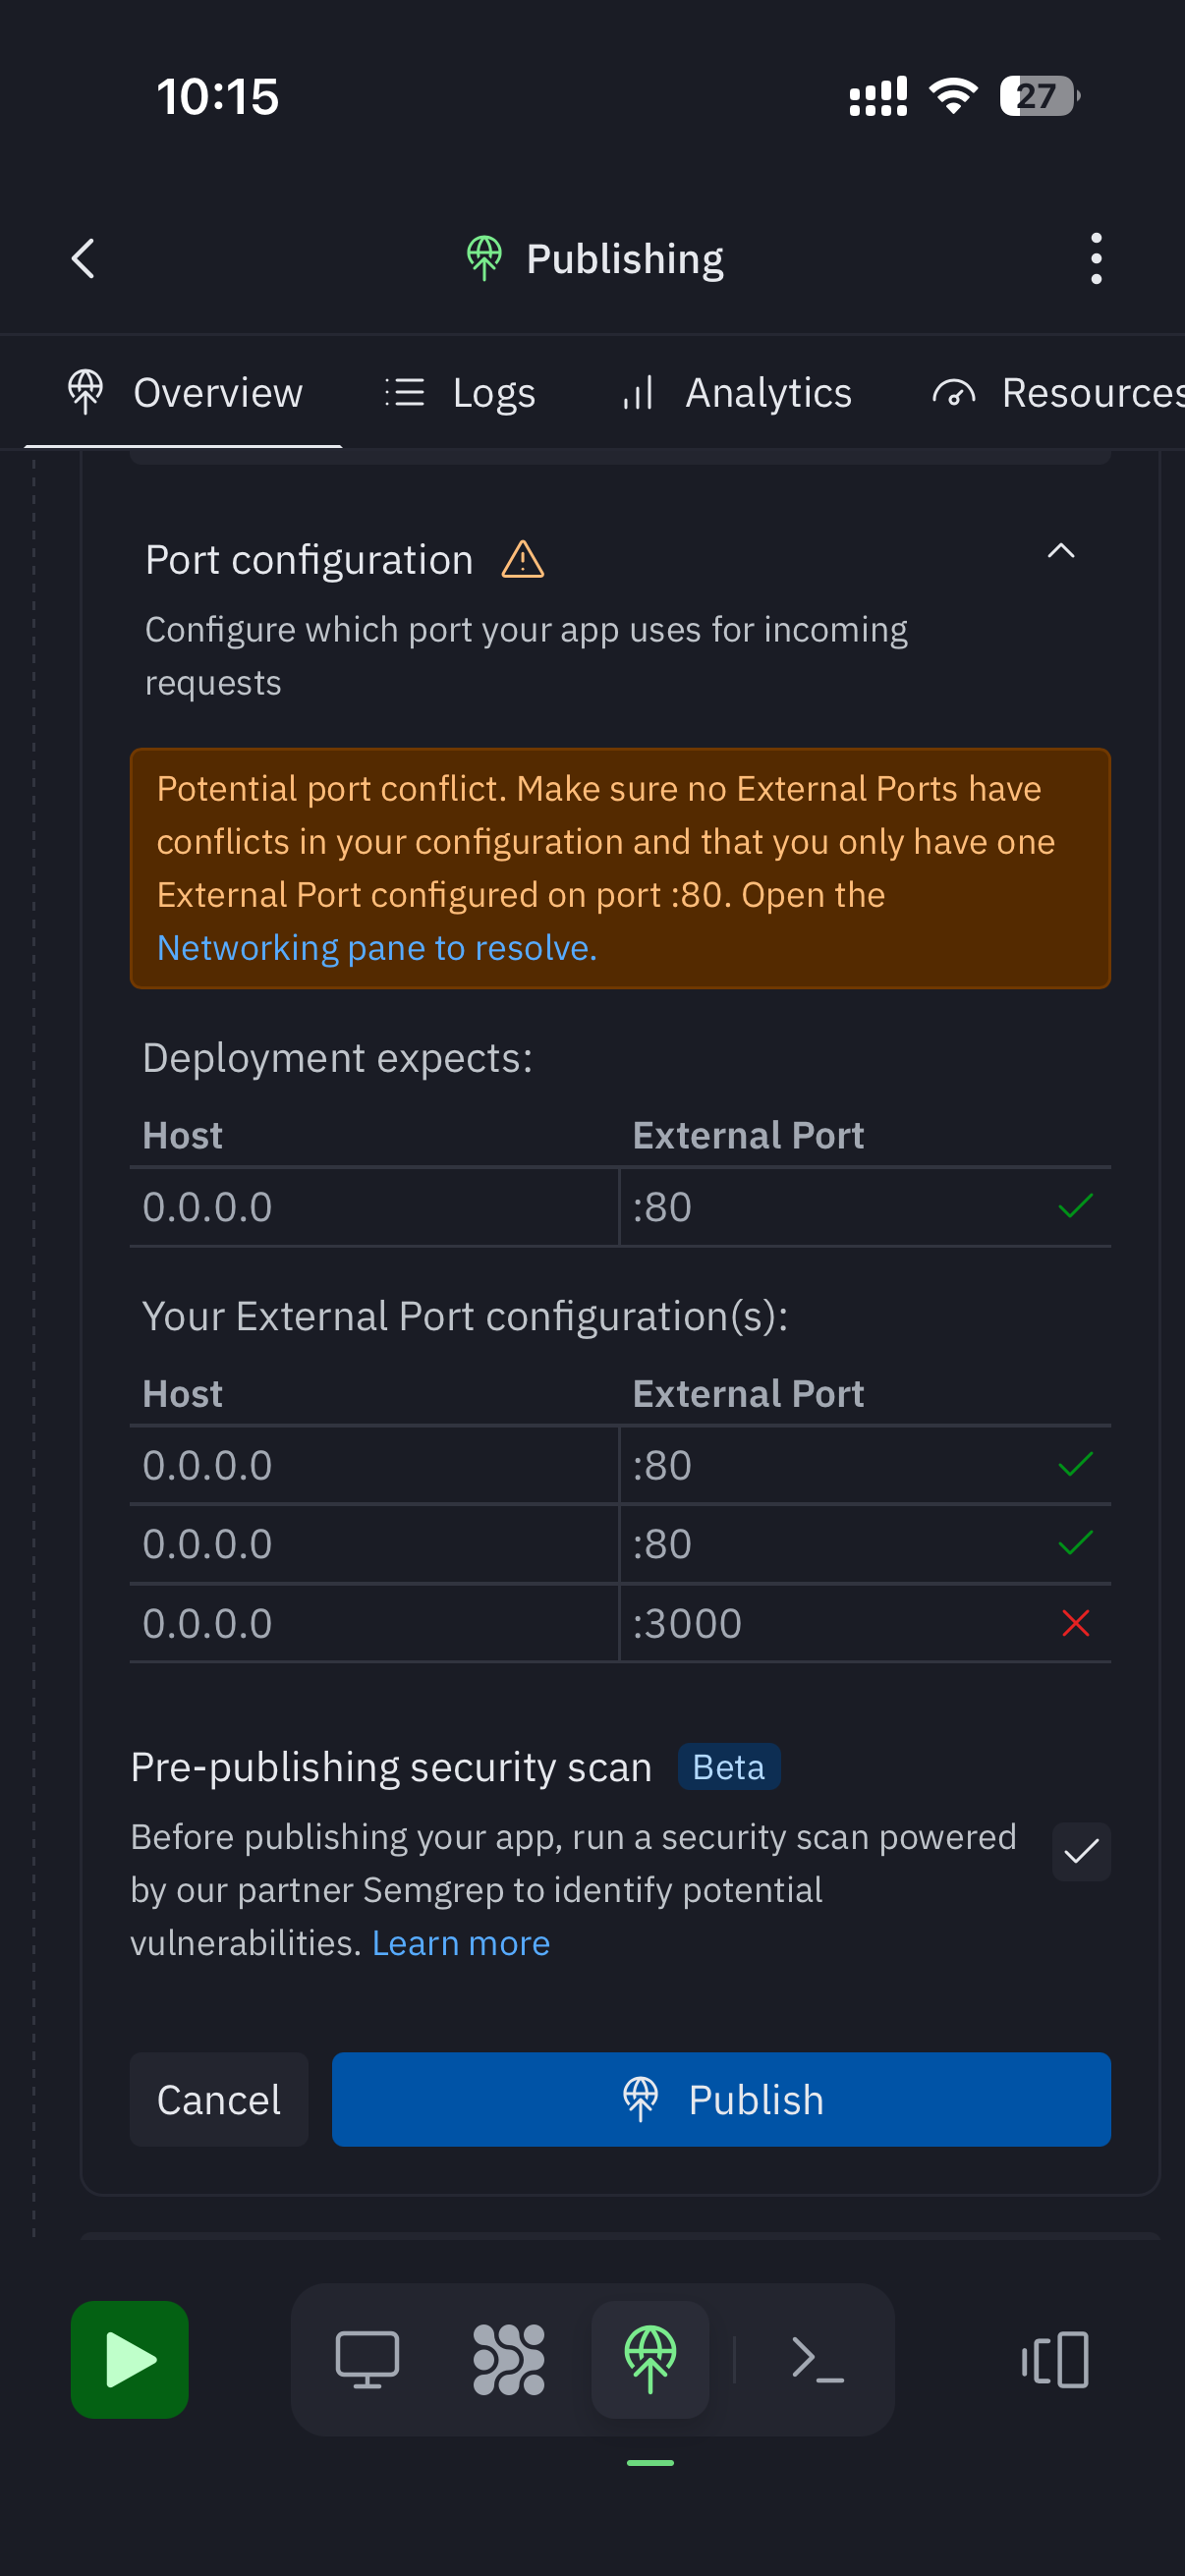 10:15
27
Publishing
Overview
Logs
Analytics
Resources
Port configuration
Configure which port your app uses for incoming
requests
Potential port conflict. Make sure no External Ports have
conflicts in your configuration and that you only have one
External Port configured on port :80. Open the
Networking pane to resolve.
Deployment expects:
Host External Port
0.0.0.0 :80
Your External Port configuration(s):
Host External Port
0.0.0.0 :80
0.0.0.0 :80
0.0.0.0 :3000
Pre-publishing security scan Beta
Before publishing your app, run a security scan powered
by our partner Semgrep to identify potential
vulnerabilities. Learn more
Cancel
Publish